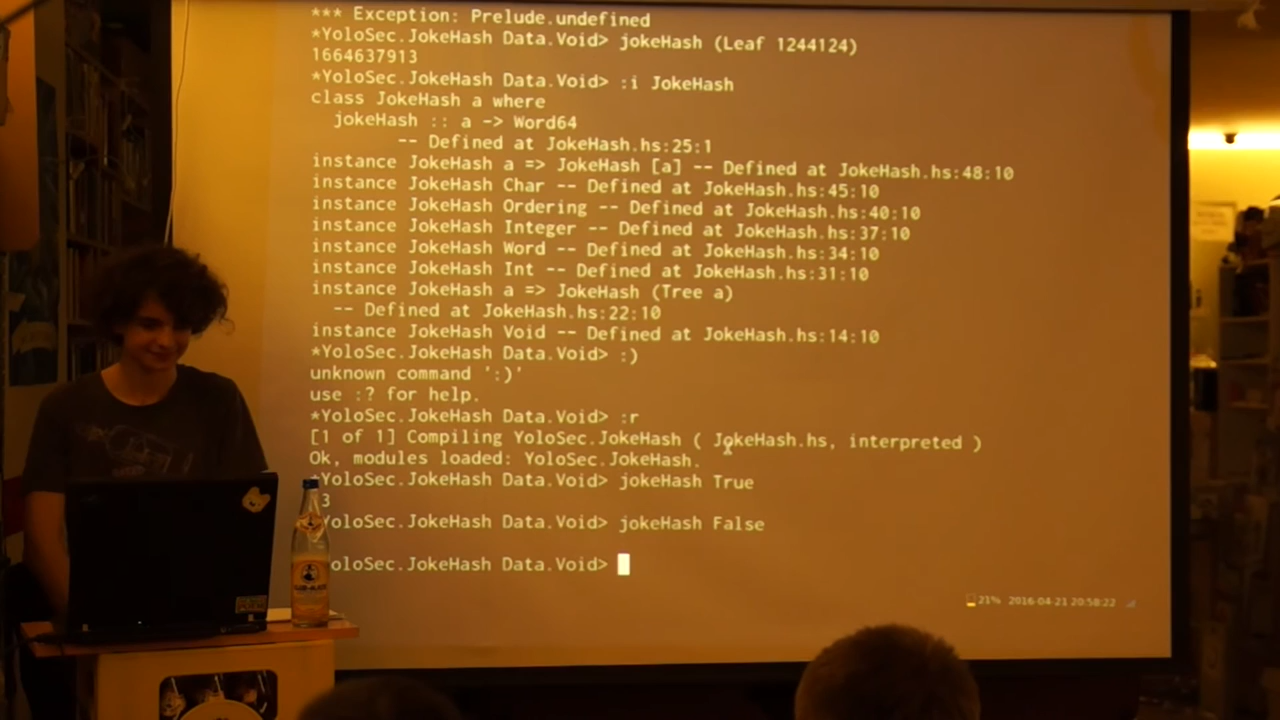 *** Exception: Prelude.undefined
*YoloSec.JokeHash Data.Void> jokeHash (Leaf 1244124)
1664637913
*YoloSec.JokeHash Data.Void> :i JokeHash
class JokeHash a where
  jokeHash :: a -> Word64
        -- Defined at JokeHash.hs:25:1
instance JokeHash a => JokeHash [a] -- Defined at JokeHash.hs:48:10
instance JokeHash Char -- Defined at JokeHash.hs:45:10
instance JokeHash Ordering -- Defined at JokeHash.hs:40:10
instance JokeHash Integer -- Defined at JokeHash.hs:37:10
instance JokeHash Word -- Defined at JokeHash.hs:34:10
instance JokeHash Int -- Defined at JokeHash.hs:31:10
instance JokeHash a => JokeHash (Tree a)
  -- Defined at JokeHash.hs:22:10
instance JokeHash Void -- Defined at JokeHash.hs:14:10
*YoloSec.JokeHash Data.Void> :)
unknown command ':)'
use :? for help.
*YoloSec.JokeHash Data.Void> :r
[1 of 1] Compiling YoloSec.JokeHash ( JokeHash.hs, interpreted )
Ok, modules loaded: YoloSec.JokeHash.
*YoloSec.JokeHash Data.Void> jokeHash True
3
YoloSec.JokeHash Data.Void> jokeHash False
oloSec.JokeHash Data.Void>
21% 2016-04-21 20:58:22